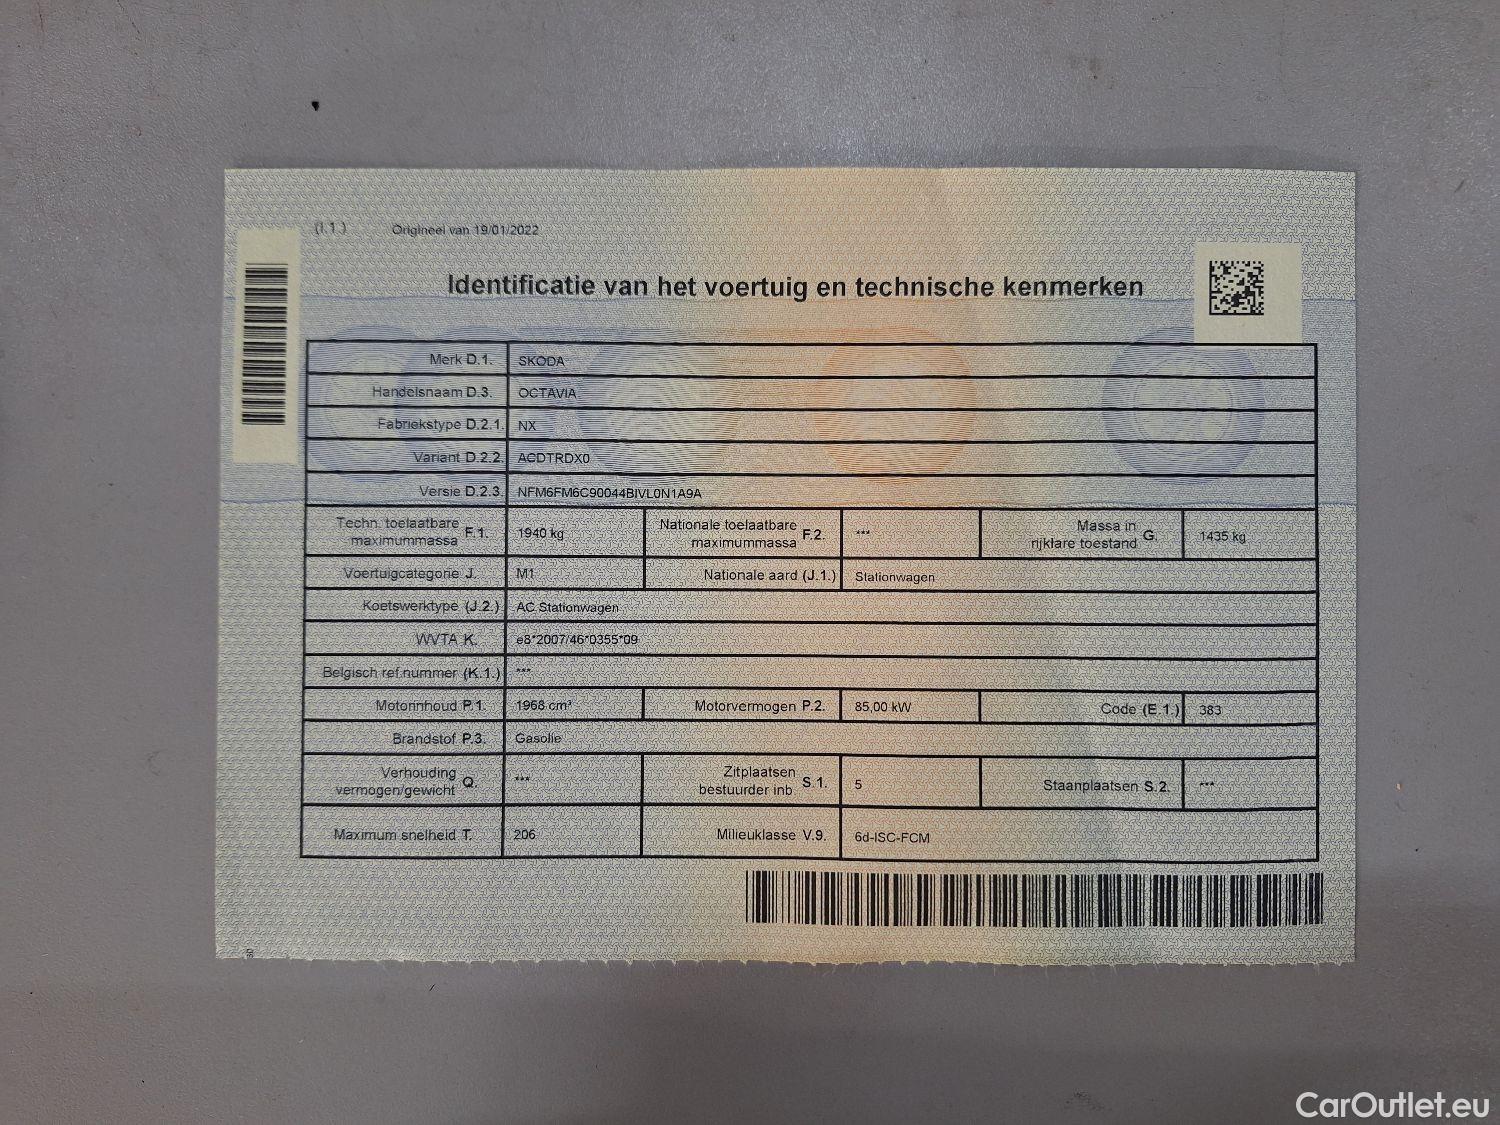 (I.1.) Origineel van 19/01/2022
Identificatie van het voertuig en technische kenmerken
Merk D.1. SKODA
Handelsnaam D.3. OCTAVIA
Fabriekstype D.2.1. NX
Variant D.2.2. ACDTRDX0
Versie D.2.3. NFM6FM6C90044BIVL0N1A9A
Techn. toelaatbare maximummassa F.1. 1940 kg Nationale toelaatbare maximummassa F.2. *** Massa in rijklare toestand G. 1435 kg
Voertuigcategorie J. M1 Nationale aard (J.1.) Stationwagen
Koetswerktype (J.2.) AC Stationwagen
WVTA K. e8*2007/46*0355*09
Belgisch ref.nummer (K.1.) ***
Motorinhoud P.1. 1968 cm³ Motorvermogen P.2. 85,00 kW Code (E.1.) 383
Brandstof P.3. Gasolie
Verhouding vermogen/gewicht Q. *** Zitplaatsen bestuurder inb. S.1. 5 Staanplaatsen S.2. ***
Maximum snelheid T. 206 Milieuklasse V.9. 6d-ISC-FCM
CarOutlet.eu